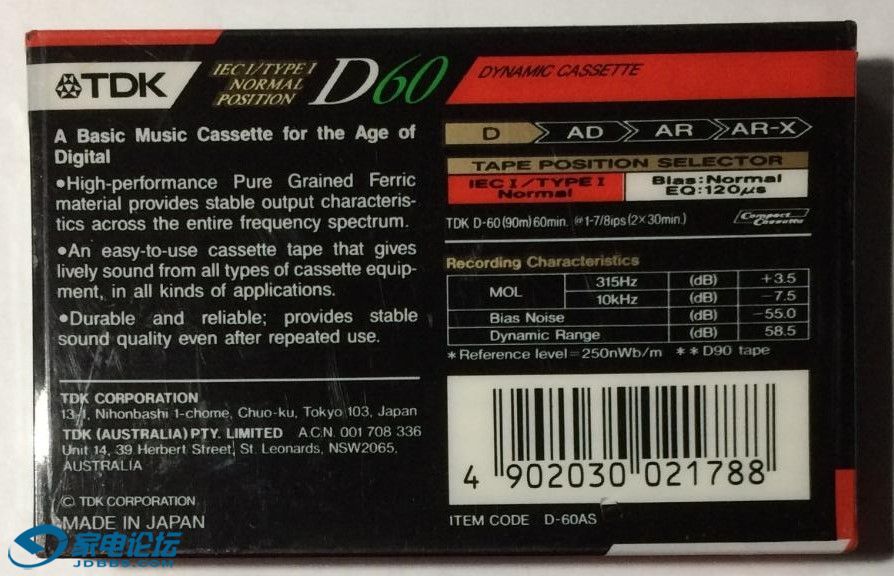 TDK
IEC I/TYPE I
NORMAL
POSITION
D60
DYNAMIC CASSETTE
A Basic Music Cassette for the Age of
Digital
•High-performance Pure Grained Ferric
material provides stable output characteris-
tics across the entire frequency spectrum.
•An easy-to-use cassette tape that gives
lively sound from all types of cassette equip-
ment, in all kinds of applications.
•Durable and reliable; provides stable
sound quality even after repeated use.
TDK CORPORATION
13-1, Nihonbashi 1-chome, Chuo-ku, Tokyo 103, Japan
TDK (AUSTRALIA) PTY. LIMITED A.C.N. 001 708 336
Unit 14, 39 Herbert Street, St. Leonards, NSW2065,
AUSTRALIA
© TDK CORPORATION
MADE IN JAPAN
D AD AR AR-X
TAPE POSITION SELECTOR
IEC I/TYPE I
Normal
Bias:Normal
EQ:120µs
TDK D-60 (90m) 60min. @1-7/8ips (2×30min.)
Compact
Cassette
Recording Characteristics
MOL 315Hz (dB) +3.5
10kHz (dB) −7.5
Bias Noise (dB) −55.0
Dynamic Range (dB) 58.5
*Reference level=250nWb/m **D90 tape
4 902030 021788
ITEM CODE D-60AS
家电论坛
JDBBS.COM